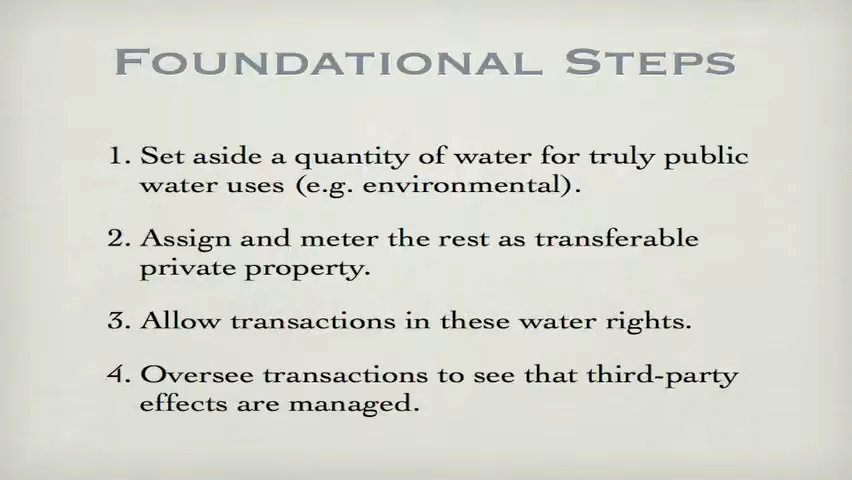 Foundational Steps
1. Set aside a quantity of water for truly public
water uses (e.g. environmental).
2. Assign and meter the rest as transferable
private property.
3. Allow transactions in these water rights.
4. Oversee transactions to see that third-party
effects are managed.